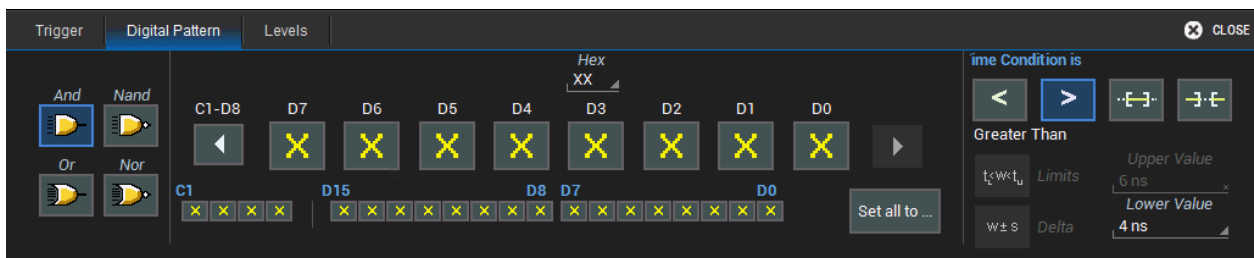 Trigger Digital Pattern Levels CLOSE
Hex
XX
And Nand
Or Nor
C1-D8 D7 D6 D5 D4 D3 D2 D1 D0
X X X X X X X X
C1 D15 D8 D7 D0
X X X X X X X X X X X X X X X X X X X X
Set all to ...
ime Condition is
< >
Greater Than
tL<w<tu Limits
Upper Value
6 ns
w± s Delta
Lower Value
4 ns